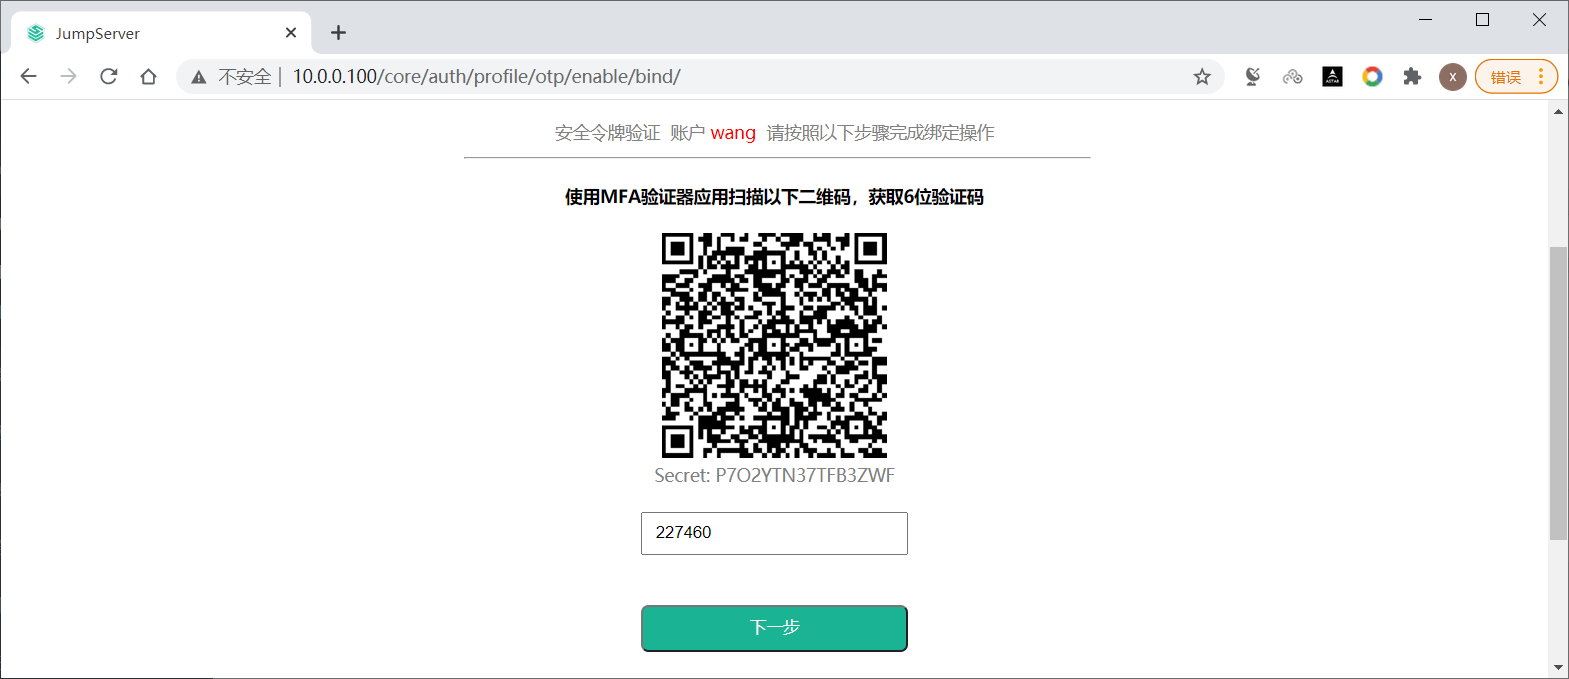 JumpServer
不安全 | 10.0.0.100/core/auth/profile/otp/enable/bind/
ASTAR
X
错误
安全令牌验证 账户 wang 请按照以下步骤完成绑定操作
使用MFA验证器应用扫描以下二维码，获取6位验证码
Secret: P7O2YTN37TFB3ZWF
227460
下一步